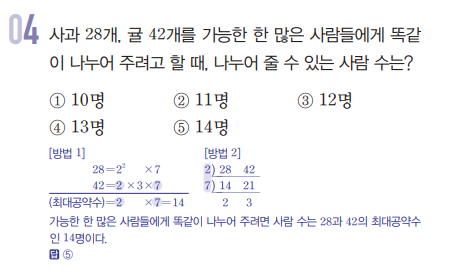 04 사과 28개, 귤 42개를 가능한 한 많은 사람들에게 똑같
이 나누어 주려고 할 때, 나누어 줄 수 있는 사람 수는?
① 10명 ② 11명 ③ 12명
④ 13명 ⑤ 14명
[방법 1] [방법 2]
28=2² ×7 2) 28 42
42=2 ×3×7 7) 14 21
(최대공약수)=2 ×7=14 2 3
가능한 한 많은 사람들에게 똑같이 나누어 주려면 사람 수는 28과 42의 최대공약수
인 14명이다.
답 ⑤